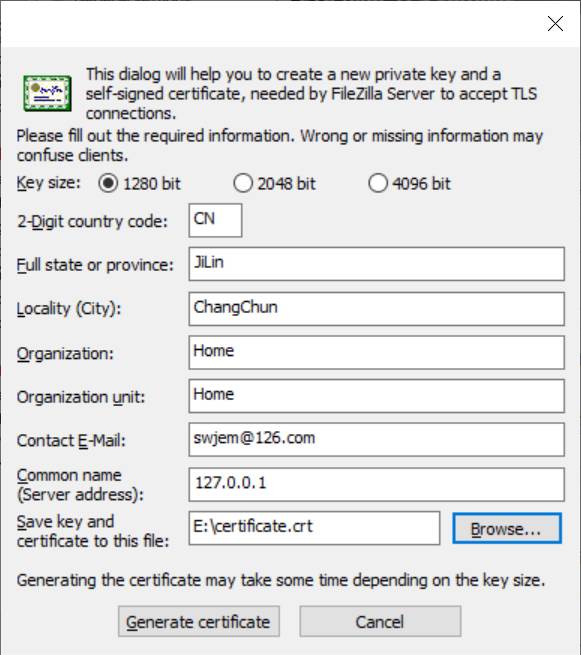 This dialog will help you to create a new private key and a
self-signed certificate, needed by FileZilla Server to accept TLS
connections.
Please fill out the required information. Wrong or missing information may
confuse clients.
Key size: 1280 bit 2048 bit 4096 bit
2-Digit country code: CN
Full state or province: JiLin
Locality (City): ChangChun
Organization: Home
Organization unit: Home
Contact E-Mail: swjem@126.com
Common name
(Server address): 127.0.0.1
Save key and
certificate to this file: E:\certificate.crt Browse...
Generating the certificate may take some time depending on the key size.
Generate certificate Cancel